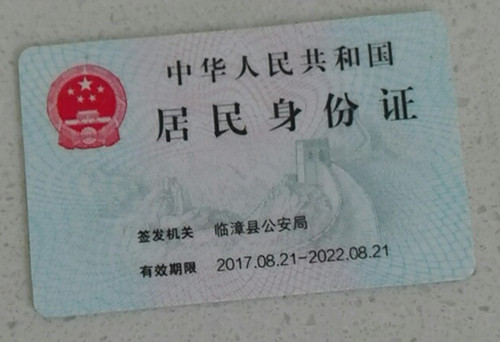 中华人民共和国
居民身份证
签发机关 临漳县公安局
有效期限 2017.08.21-2022.08.21